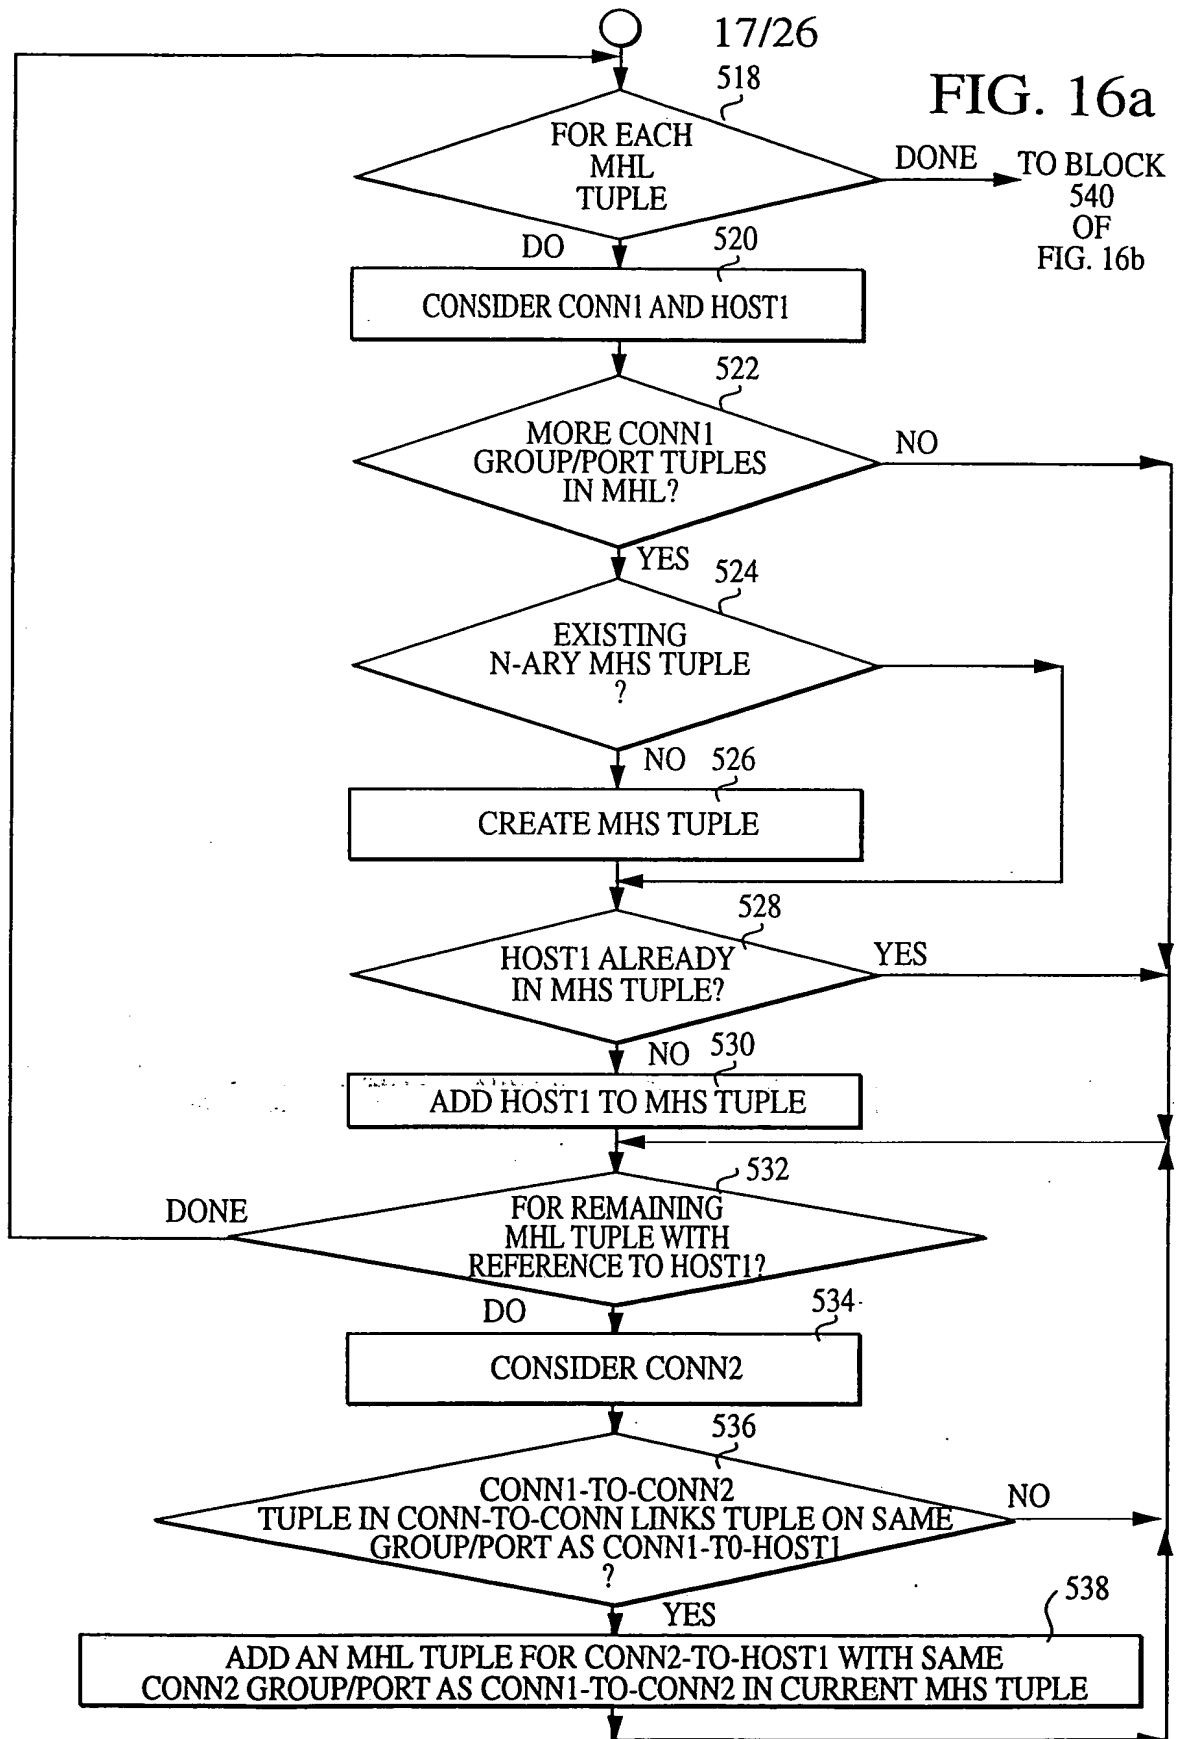 17/26
FIG. 16a
518
FOR EACH
MHL
TUPLE
DONE
TO BLOCK
540
OF
FIG. 16b
DO
520
CONSIDER CONN1 AND HOST1
522
MORE CONN1
GROUP/PORT TUPLES
IN MHL?
NO
YES
524
EXISTING
N-ARY MHS TUPLE
?
NO
526
CREATE MHS TUPLE
528
HOST1 ALREADY
IN MHS TUPLE?
YES
NO
530
ADD HOST1 TO MHS TUPLE
532
DONE
FOR REMAINING
MHL TUPLE WITH
REFERENCE TO HOST1?
DO
534
CONSIDER CONN2
536
CONN1-TO-CONN2
TUPLE IN CONN-TO-CONN LINKS TUPLE ON SAME
GROUP/PORT AS CONN1-T0-HOST1
?
NO
YES
538
ADD AN MHL TUPLE FOR CONN2-TO-HOST1 WITH SAME
CONN2 GROUP/PORT AS CONN1-TO-CONN2 IN CURRENT MHS TUPLE